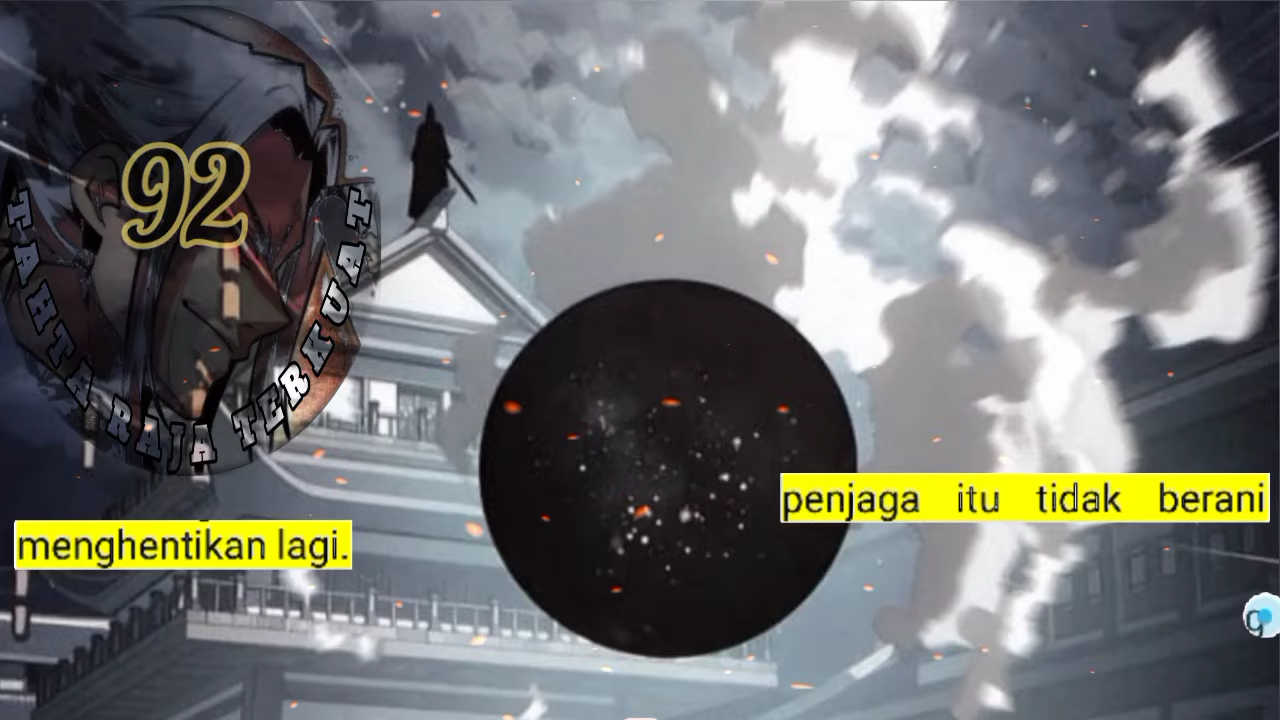 92
TAHTA RAJA TERKUAT
penjaga itu tidak berani
menghentikan lagi.
g